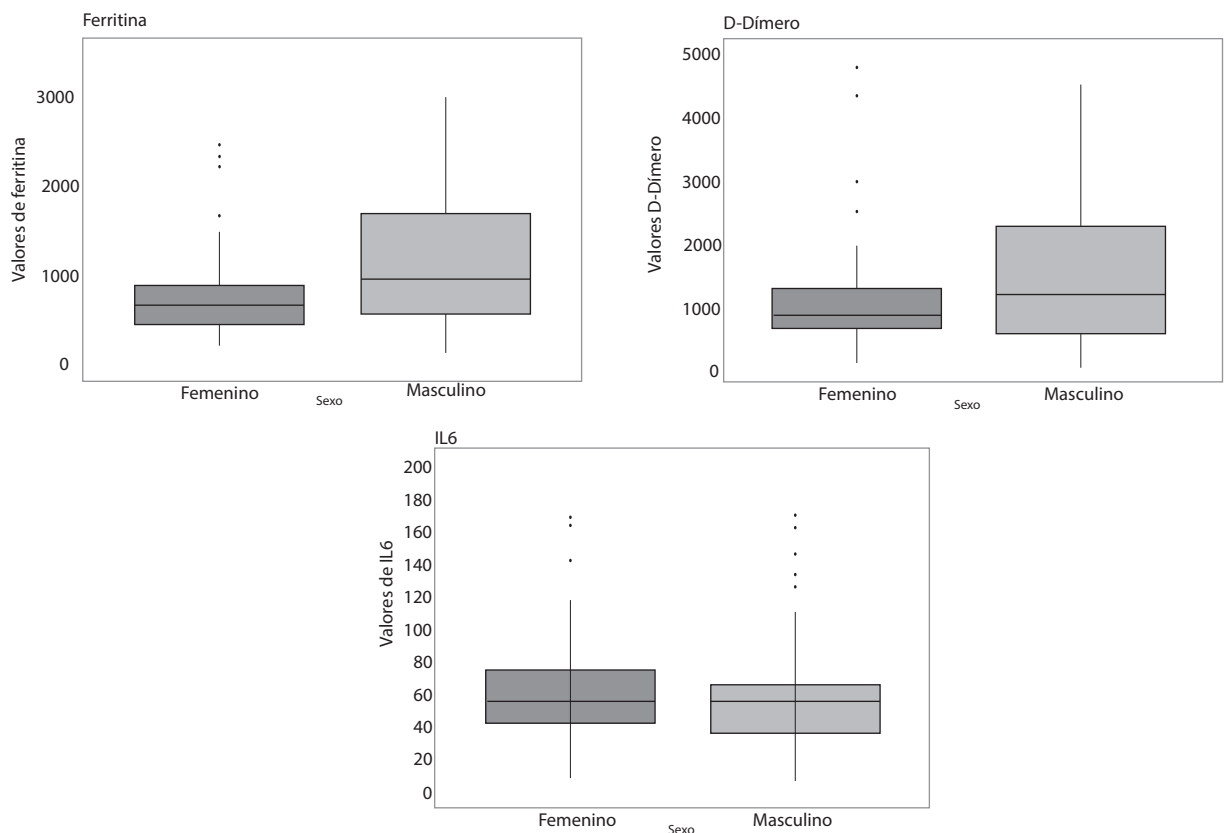 Ferritina
Valores de ferritina
3000
2000
1000
0
Femenino
Masculino
Sexo
D-Dímero
Valores D-Dímero
5000
4000
3000
2000
1000
0
Femenino
Masculino
Sexo
IL6
Valores de IL6
200
180
160
140
120
100
80
60
40
20
0
Femenino
Masculino
Sexo